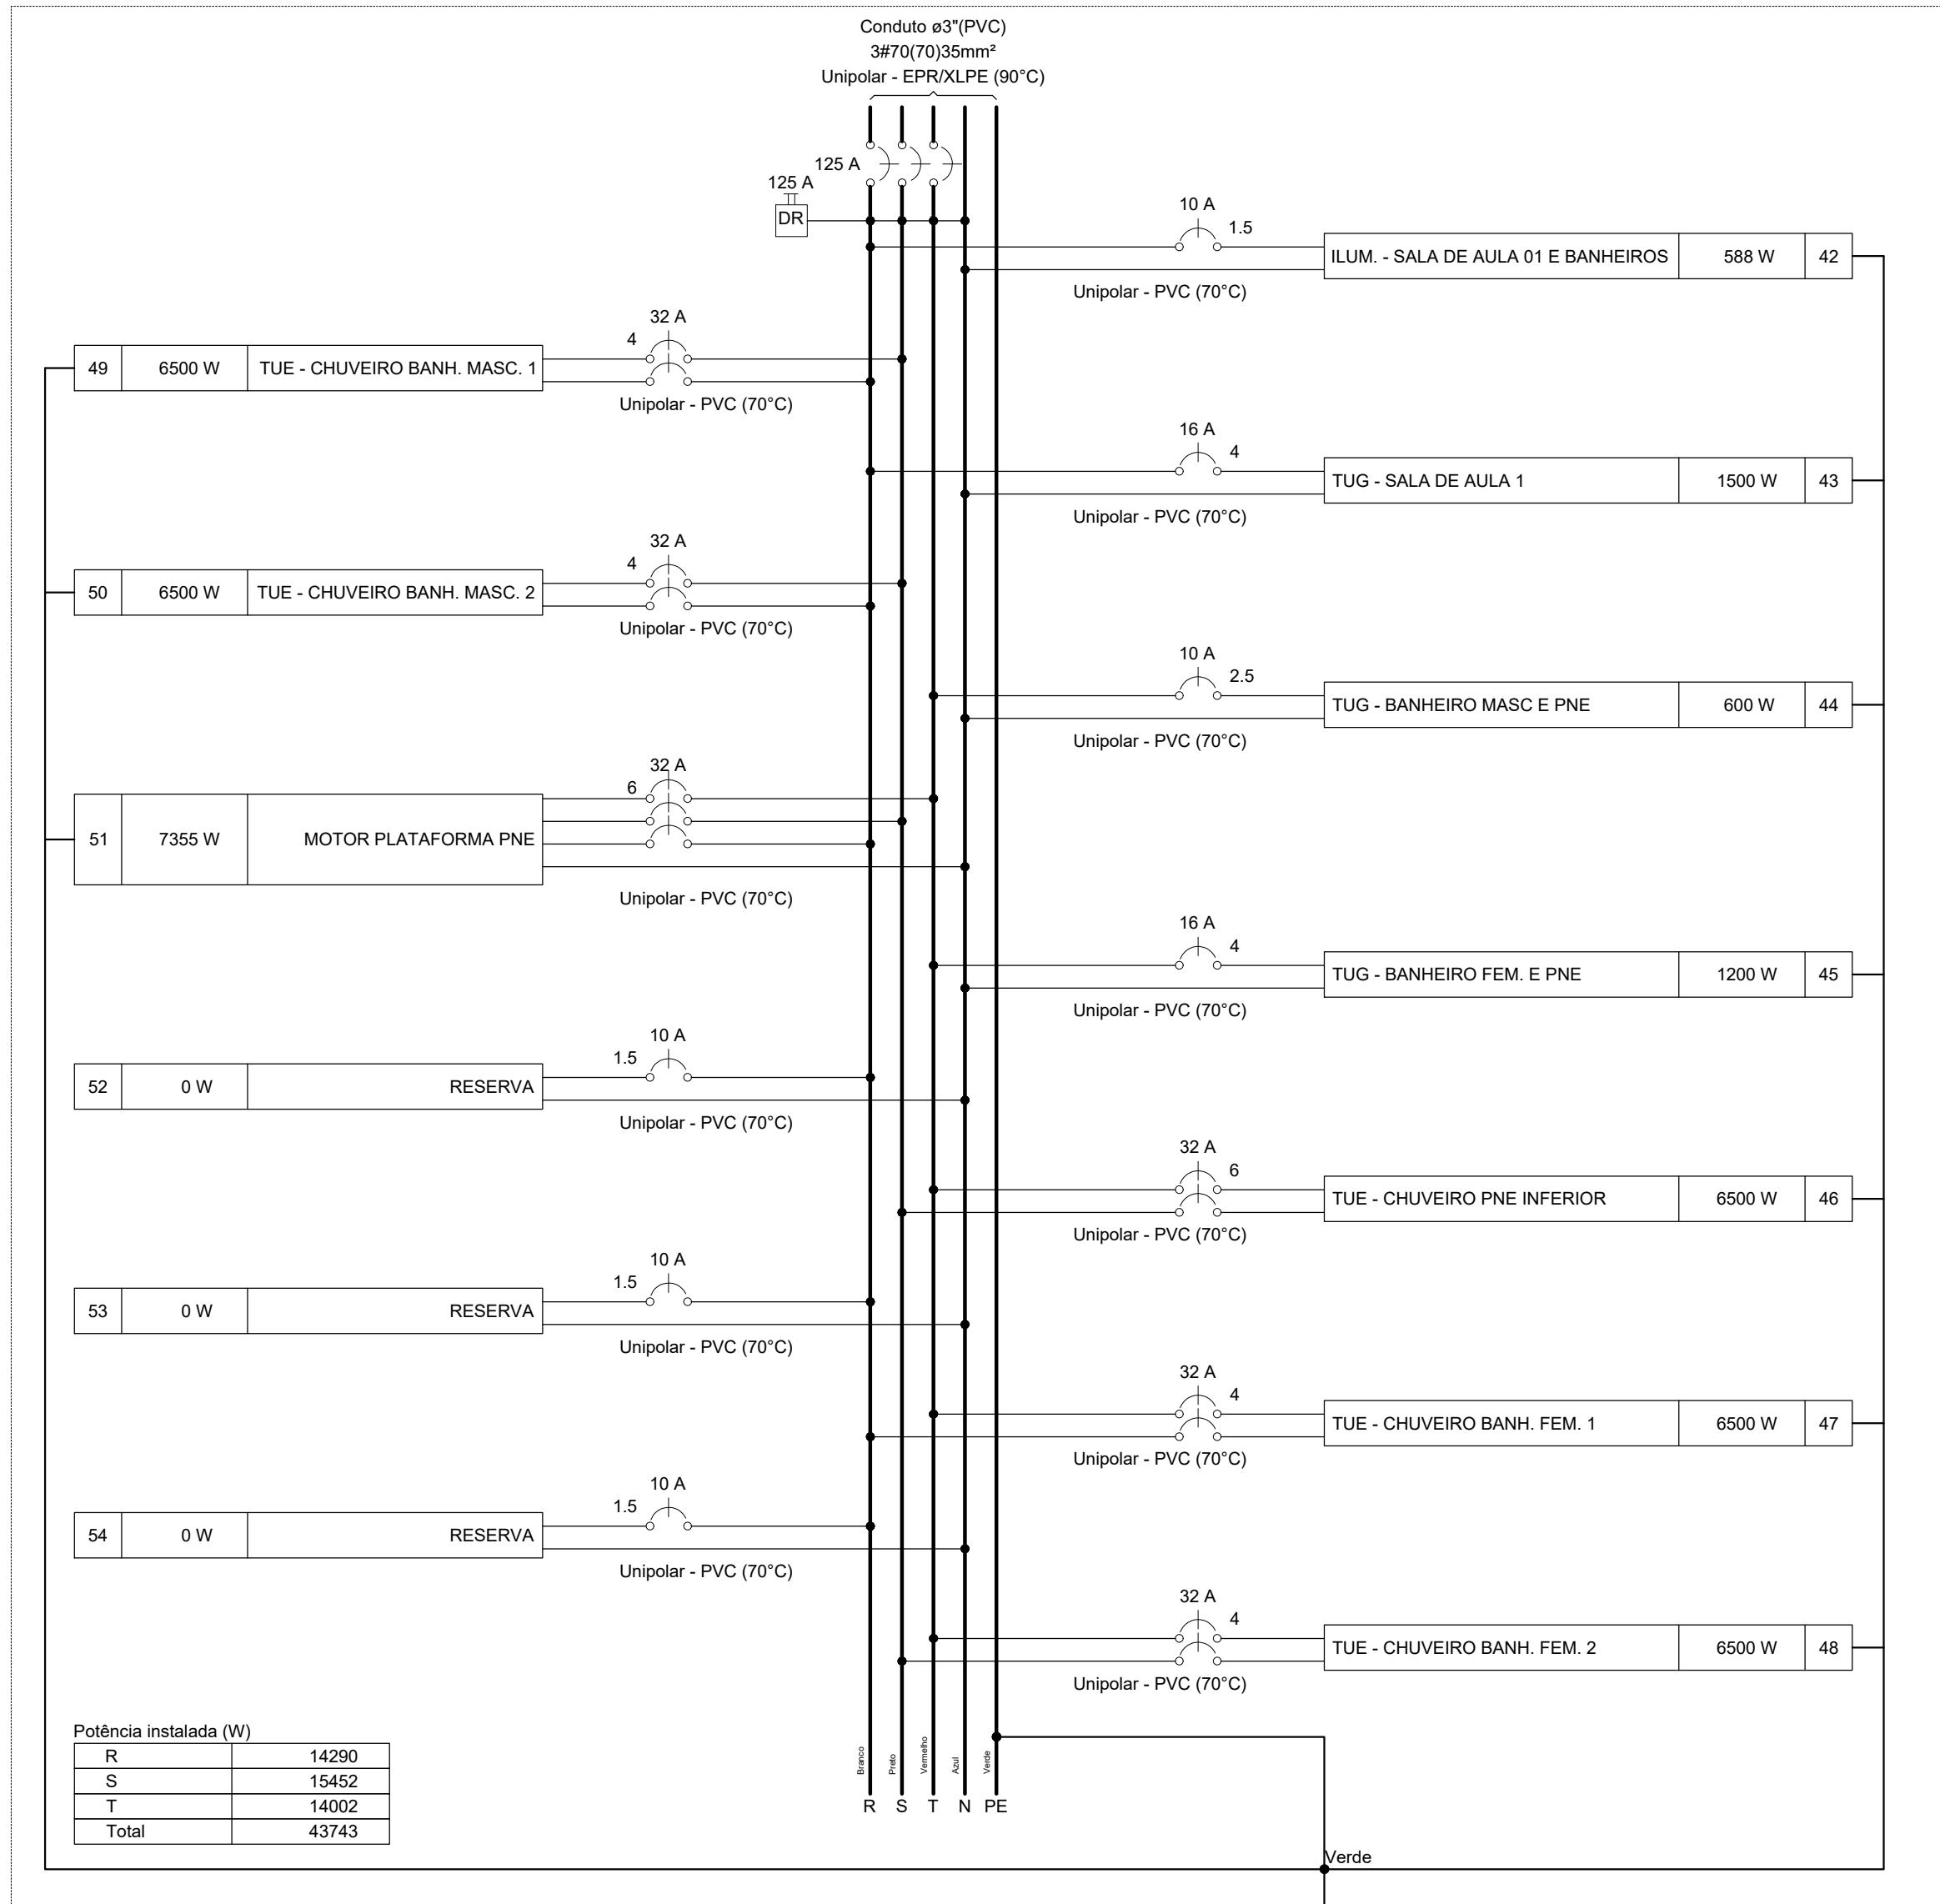 Conduto ø3"(PVC)
3#70(70)35mm²
Unipolar - EPR/XLPE (90°C)
125 A
125 A
DR
10 A
1.5
ILUM. - SALA DE AULA 01 E BANHEIROS 588 W 42
Unipolar - PVC (70°C)
32 A
4
49 6500 W TUE - CHUVEIRO BANH. MASC. 1
Unipolar - PVC (70°C)
16 A
4
TUG - SALA DE AULA 1 1500 W 43
Unipolar - PVC (70°C)
32 A
4
50 6500 W TUE - CHUVEIRO BANH. MASC. 2
Unipolar - PVC (70°C)
10 A
2.5
TUG - BANHEIRO MASC E PNE 600 W 44
Unipolar - PVC (70°C)
32 A
6
51 7355 W MOTOR PLATAFORMA PNE
Unipolar - PVC (70°C)
16 A
4
TUG - BANHEIRO FEM. E PNE 1200 W 45
Unipolar - PVC (70°C)
10 A
1.5
52 0 W RESERVA
Unipolar - PVC (70°C)
32 A
6
TUE - CHUVEIRO PNE INFERIOR 6500 W 46
Unipolar - PVC (70°C)
10 A
1.5
53 0 W RESERVA
Unipolar - PVC (70°C)
32 A
4
TUE - CHUVEIRO BANH. FEM. 1 6500 W 47
Unipolar - PVC (70°C)
10 A
1.5
54 0 W RESERVA
Unipolar - PVC (70°C)
32 A
4
TUE - CHUVEIRO BANH. FEM. 2 6500 W 48
Unipolar - PVC (70°C)
Potência instalada (W)
R 14290
S 15452
T 14002
Total 43743
Branco Preto Vermelho Azul Verde
R S T N PE
Verde